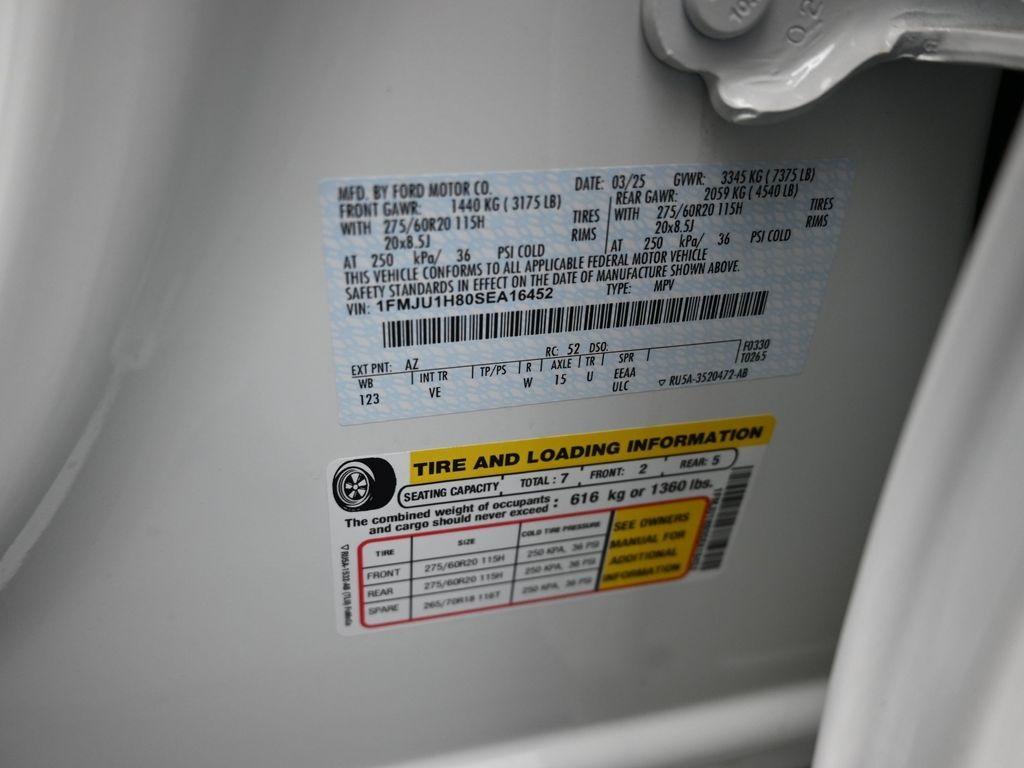 MFD. BY FORD MOTOR CO. DATE: 03/25 GVWR: 3345 KG ( 7375 LB)
FRONT GAWR: 1440 KG ( 3175 LB) REAR GAWR: 2059 KG ( 4540 LB)
WITH 275/60R20 115H TIRES WITH 275/60R20 115H TIRES
20x8.5J RIMS 20x8.5J RIMS
AT 250 kPa/ 36 PSI COLD AT 250 kPa/ 36 PSI COLD
THIS VEHICLE CONFORMS TO ALL APPLICABLE FEDERAL MOTOR VEHICLE
SAFETY STANDARDS IN EFFECT ON THE DATE OF MANUFACTURE SHOWN ABOVE.
VIN: 1FMJU1H80SEA16452 TYPE: MPV
EXT PNT: AZ RC: 52 DSO: F0330
WB INT TR TP/PS R AXLE TR SPR T0265
123 VE W 15 U EEAA
ULC ▽ RU5A-3520472-AB
TIRE AND LOADING INFORMATION
SEATING CAPACITY TOTAL : 7 FRONT: 2 REAR: 5
The combined weight of occupants
and cargo should never exceed : 616 kg or 1360 lbs.
TIRE SIZE COLD TIRE PRESSURE
FRONT 275/60R20 115H 250 KPA, 36 PSI
REAR 275/60R20 115H 250 KPA, 36 PSI
SPARE 265/70R18 116T 250 KPA, 36 PSI
SEE OWNERS
MANUAL FOR
ADDITIONAL
INFORMATION